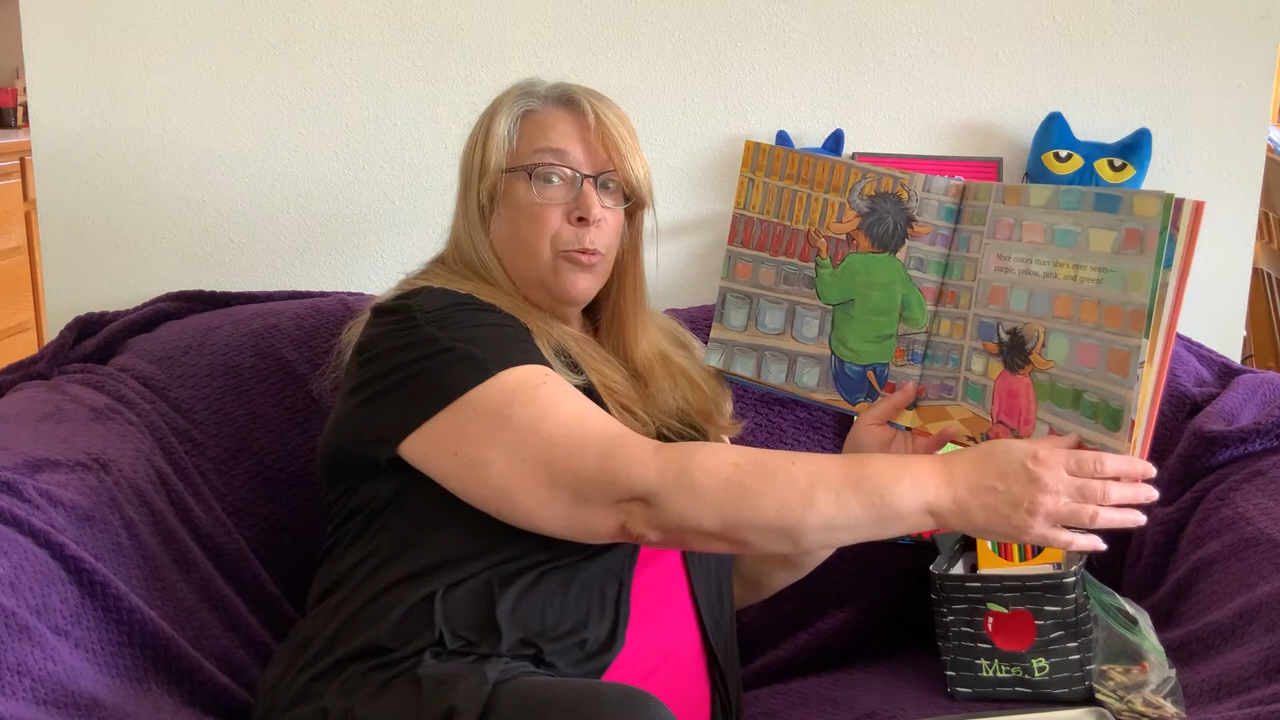 More colors than she's ever seen—
purple, yellow, pink, and green!
Mrs. B